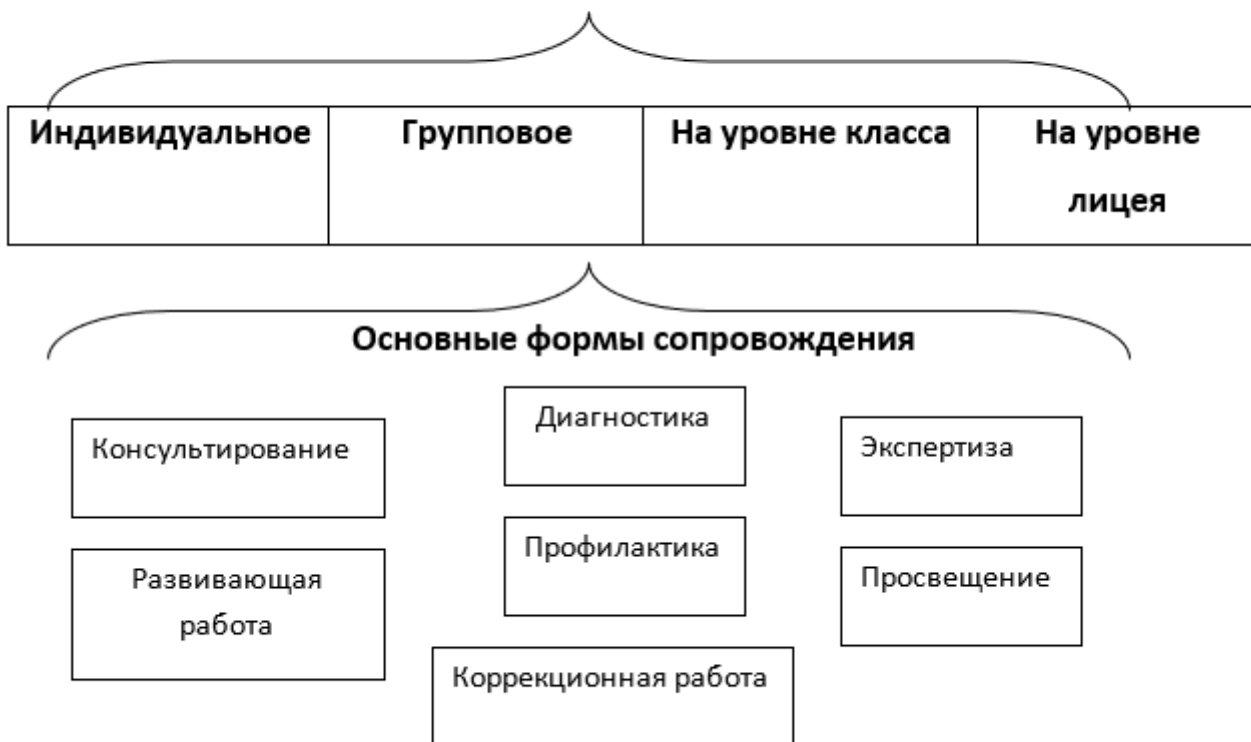 Индивидуальное
Групповое
На уровне класса
На уровне
лицея
Основные формы сопровождения
Консультирование
Диагностика
Экспертиза
Развивающая
работа
Профилактика
Просвещение
Коррекционная работа